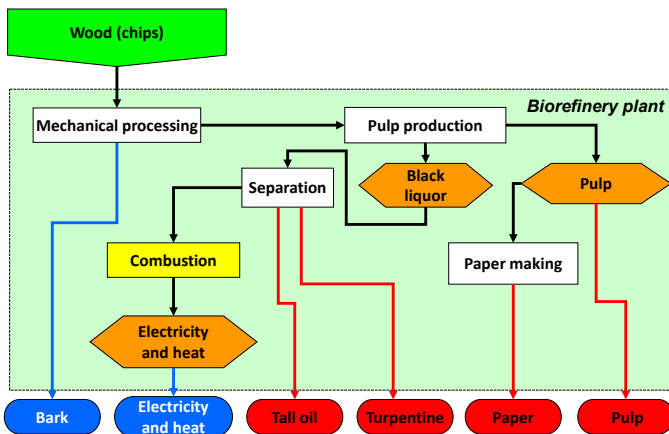 Wood (chips)
Biorefinery plant
Mechanical processing
Pulp production
Separation
Black
liquor
Pulp
Combustion
Paper making
Electricity
and heat
Bark
Electricity
and heat
Tall oil
Turpentine
Paper
Pulp